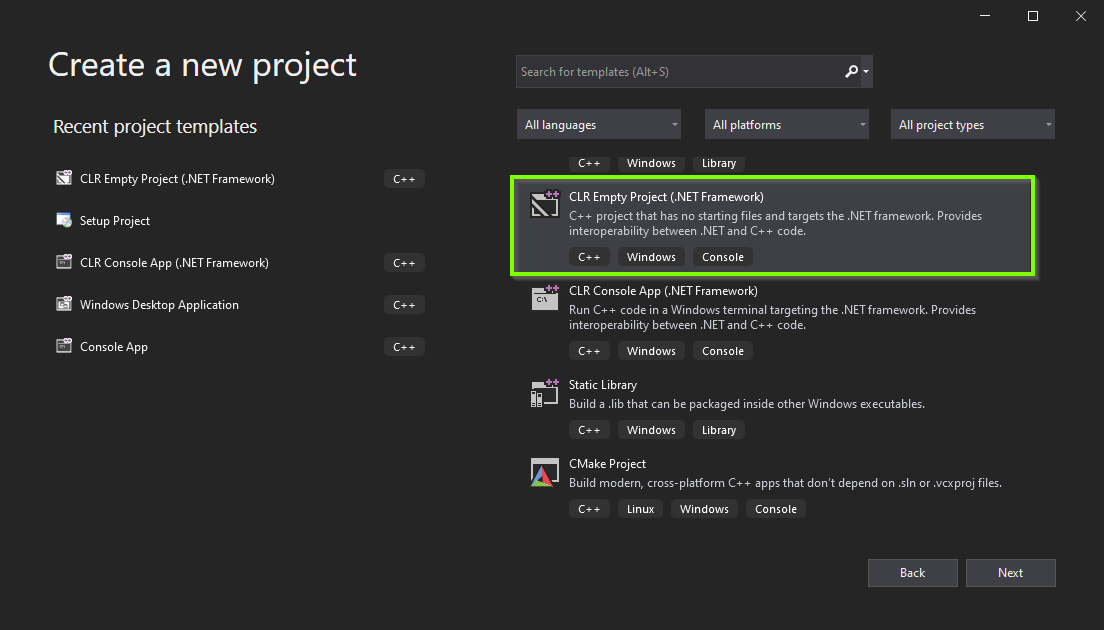 Create a new project
Search for templates (Alt+S)
Recent project templates
All languages
All platforms
All project types
CLR Empty Project (.NET Framework)
C++
Setup Project
CLR Console App (.NET Framework)
C++
Windows Desktop Application
C++
Console App
C++
C++ Windows Library
CLR Empty Project (.NET Framework)
C++ project that has no starting files and targets the .NET framework. Provides
interoperability between .NET and C++ code.
C++ Windows Console
C:\
CLR Console App (.NET Framework)
Run C++ code in a Windows terminal targeting the .NET framework. Provides
interoperability between .NET and C++ code.
C++ Windows Console
Static Library
Build a .lib that can be packaged inside other Windows executables.
C++ Windows Library
CMake Project
Build modern, cross-platform C++ apps that don't depend on .sln or .vcxproj files.
C++ Linux Windows Console
Back
Next